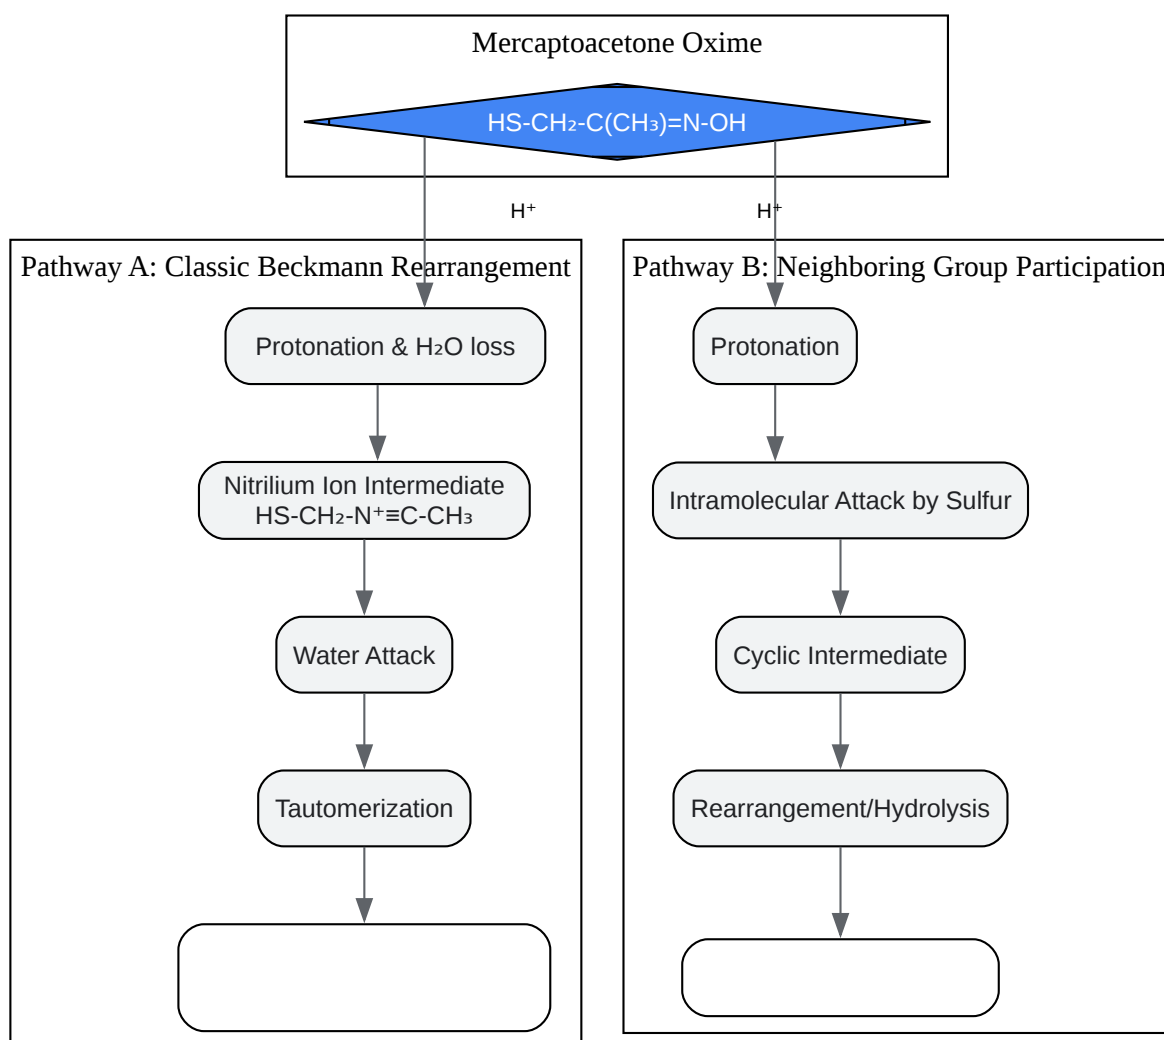 Mercaptoacetone Oxime
HS-CH₂-C(CH₃)=N-OH
H⁺
H⁺
Pathway A: Classic Beckmann Rearrangement
Protonation & H₂O loss
Nitrilium Ion Intermediate
HS-CH₂-N⁺≡C-CH₃
Water Attack
Tautomerization
Pathway B: Neighboring Group Participation
Protonation
Intramolecular Attack by Sulfur
Cyclic Intermediate
Rearrangement/Hydrolysis